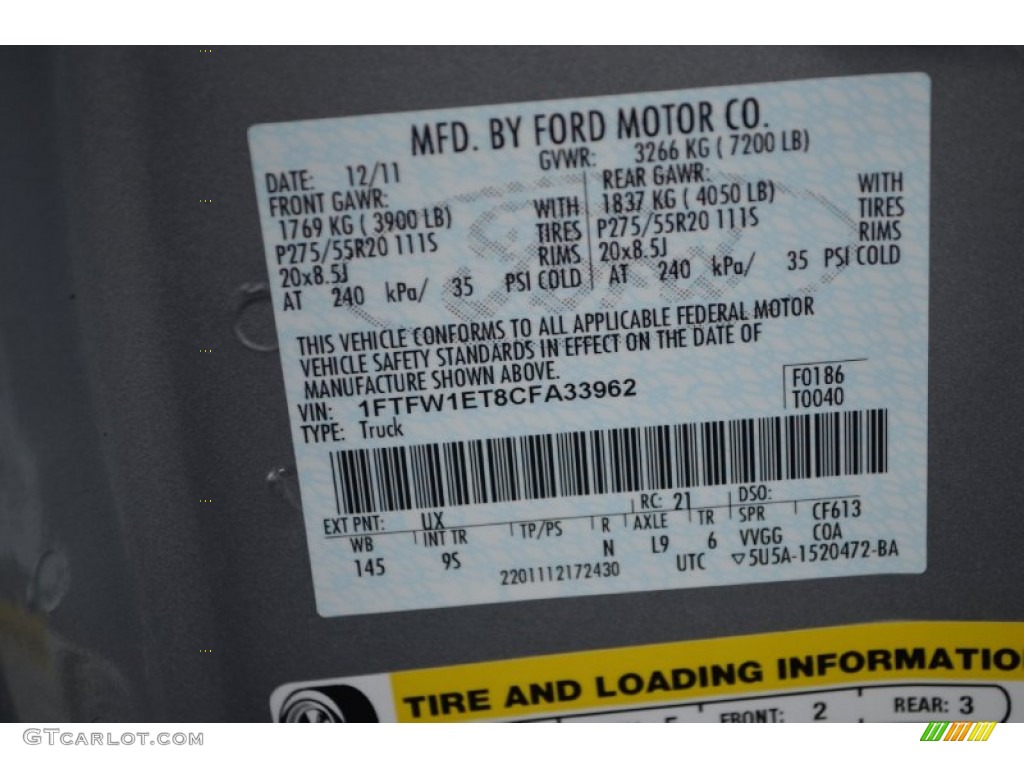 MFD. BY FORD MOTOR CO.
DATE: 12/11 GVWR: 3266 KG ( 7200 LB)
FRONT GAWR: REAR GAWR:
1769 KG ( 3900 LB) WITH 1837 KG ( 4050 LB) WITH
P275/55R20 111S TIRES P275/55R20 111S TIRES
20x8.5J RIMS 20x8.5J RIMS
AT 240 kPa/ 35 PSI COLD AT 240 kPa/ 35 PSI COLD
THIS VEHICLE CONFORMS TO ALL APPLICABLE FEDERAL MOTOR
VEHICLE SAFETY STANDARDS IN EFFECT ON THE DATE OF
MANUFACTURE SHOWN ABOVE.
VIN: 1FTFW1ET8CFA33962 F0186
TYPE: Truck T0040
EXT PNT: UX RC: 21 DSO:
WB INT TR TP/PS R AXLE TR SPR CF613
145 9S N L9 6 VVGG COA
2201112172430 UTC ▽5U5A-1520472-BA
TIRE AND LOADING INFORMATIO
FRONT: 2 REAR: 3
GTCARLOT.COM